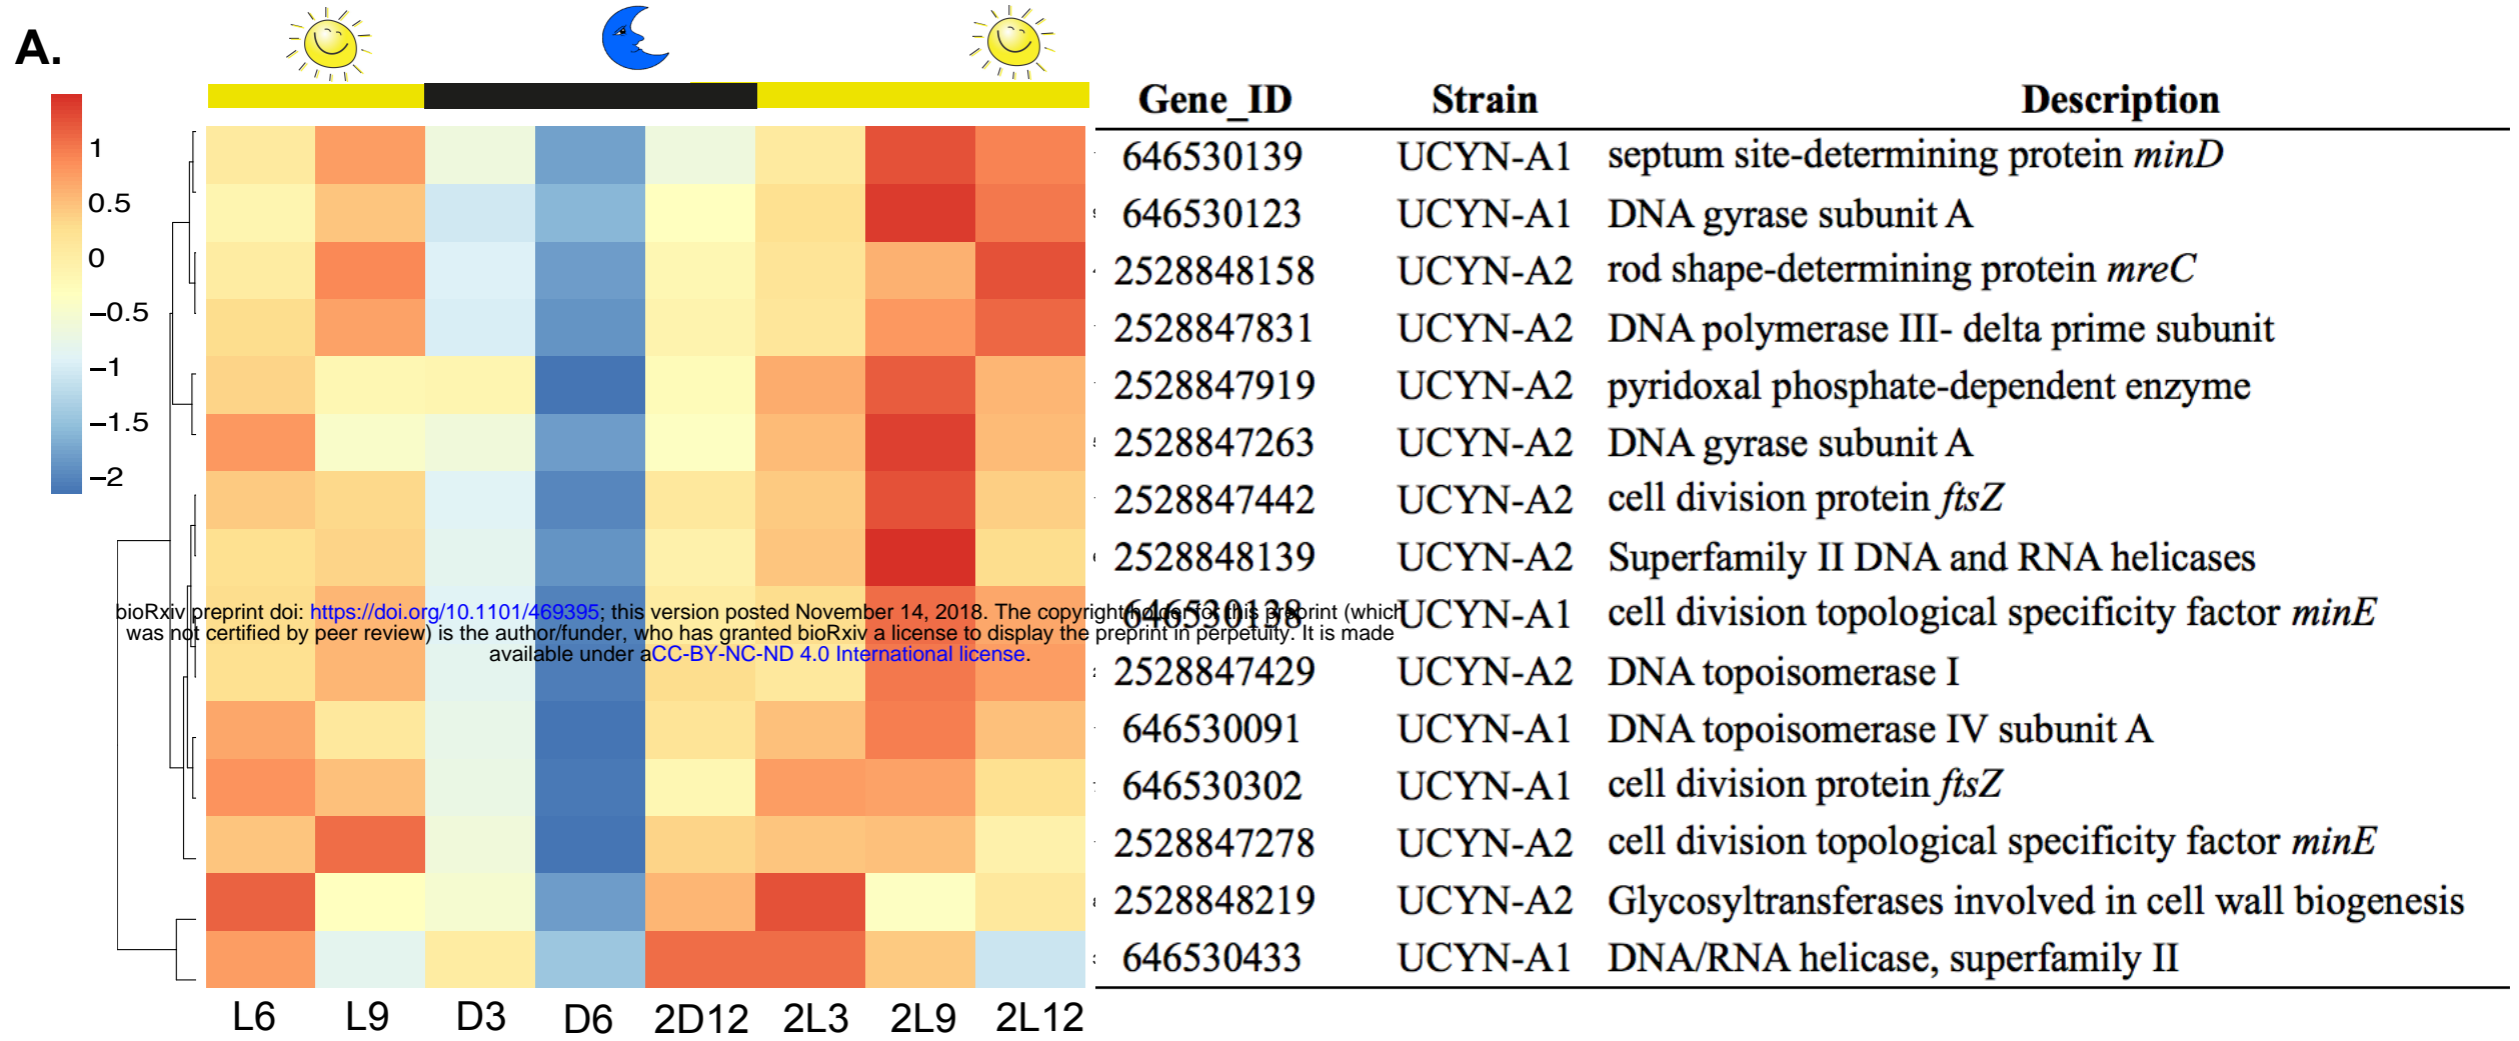 A.
1
0.5
0
−0.5
−1
−1.5
−2
Gene_ID Strain Description
646530139 UCYN-A1 septum site-determining protein minD
646530123 UCYN-A1 DNA gyrase subunit A
2528848158 UCYN-A2 rod shape-determining protein mreC
2528847831 UCYN-A2 DNA polymerase III- delta prime subunit
2528847919 UCYN-A2 pyridoxal phosphate-dependent enzyme
2528847263 UCYN-A2 DNA gyrase subunit A
2528847442 UCYN-A2 cell division protein ftsZ
2528848139 UCYN-A2 Superfamily II DNA and RNA helicases
646530138 UCYN-A1 cell division topological specificity factor minE
2528847429 UCYN-A2 DNA topoisomerase I
646530091 UCYN-A1 DNA topoisomerase IV subunit A
646530302 UCYN-A1 cell division protein ftsZ
2528847278 UCYN-A2 cell division topological specificity factor minE
2528848219 UCYN-A2 Glycosyltransferases involved in cell wall biogenesis
646530433 UCYN-A1 DNA/RNA helicase, superfamily II
bioRxiv preprint doi: https://doi.org/10.1101/469395; this version posted November 14, 2018. The copyright holder for this preprint (which
was not certified by peer review) is the author/funder, who has granted bioRxiv a license to display the preprint in perpetuity. It is made
available under aCC-BY-NC-ND 4.0 International license.
L6 L9 D3 D6 2D12 2L3 2L9 2L12